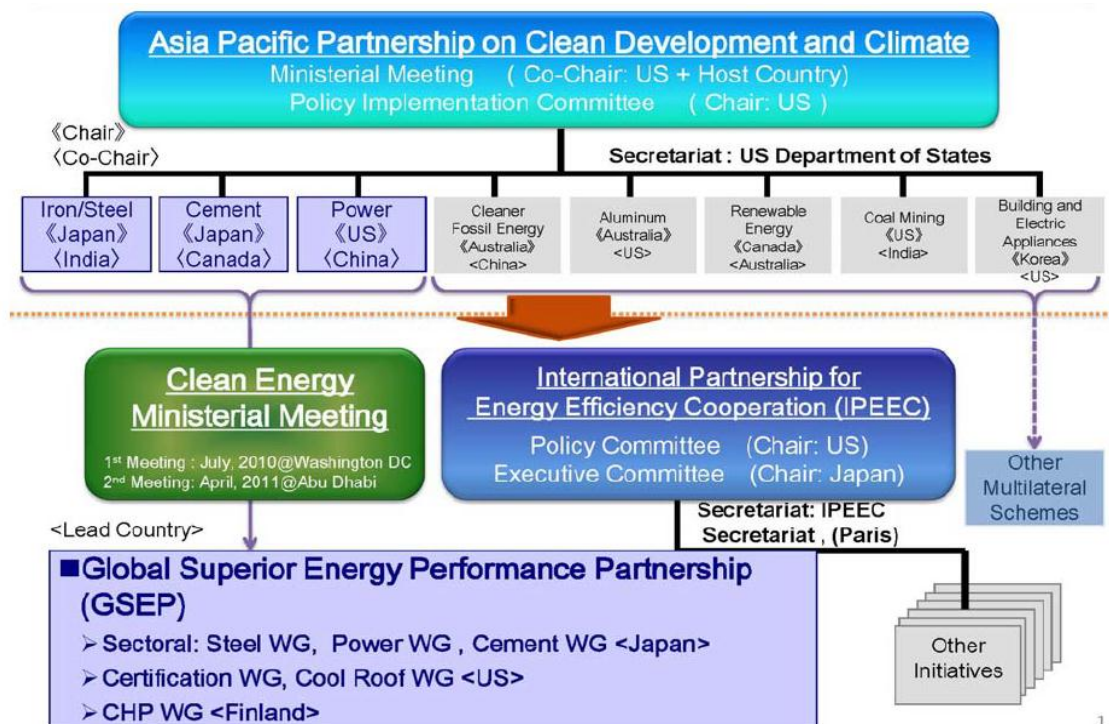 Asia Pacific Partnership on Clean Development and Climate
Ministerial Meeting ( Co-Chair: US + Host Country)
Policy Implementation Committee ( Chair: US )
《Chair》
〈Co-Chair〉
Secretariat : US Department of States
Iron/Steel
《Japan》
〈India〉
Cement
《Japan》
〈Canada〉
Power
《US》
〈China〉
Cleaner
Fossil Energy
《Australia》
<China>
Aluminum
《Australia》
<US>
Renewable
Energy
《Canada》
<Australia>
Coal Mining
《US》
<India>
Building and
Electric
Appliances
《Korea》
<US>
Clean Energy
Ministerial Meeting
1st Meeting : July, 2010@Washington DC
2nd Meeting: April, 2011@Abu Dhabi
International Partnership for
Energy Efficiency Cooperation (IPEEC)
Policy Committee (Chair: US)
Executive Committee (Chair: Japan)
Other
Multilateral
Schemes
<Lead Country>
Secretariat: IPEEC
Secretariat , (Paris)
■Global Superior Energy Performance Partnership
(GSEP)
➢Sectoral: Steel WG, Power WG , Cement WG <Japan>
➢Certification WG, Cool Roof WG <US>
➢CHP WG <Finland>
Other
Initiatives
1